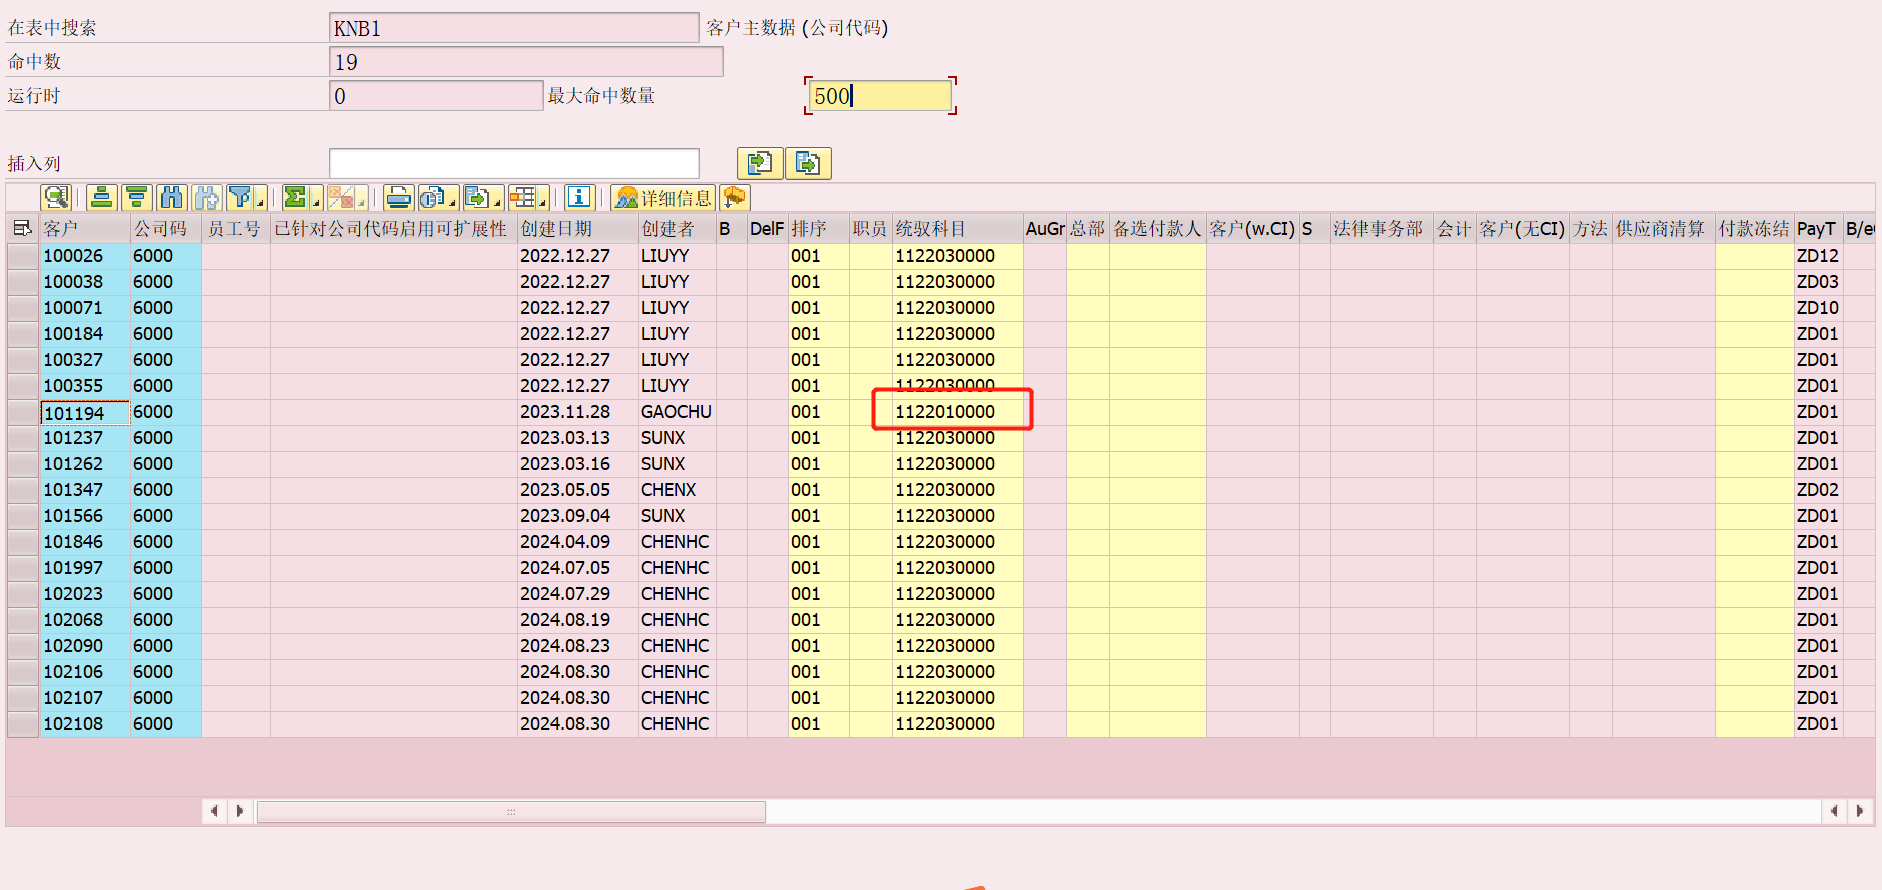 在表中搜索 KNB1 客户主数据 (公司代码)
命中数 19
运行时 0 最大命中数量 500
插入列
详细信息
客户 公司码 员工号 已针对公司代码启用可扩展性 创建日期 创建者 B DelF 排序 职员 统驭科目 AuGr 总部 备选付款人 客户(w.CI) S 法律事务部 会计 客户(无CI) 方法 供应商清算 付款冻结 PayT B/e
100026 6000 2022.12.27 LIUYY 001 1122030000 ZD12
100038 6000 2022.12.27 LIUYY 001 1122030000 ZD03
100071 6000 2022.12.27 LIUYY 001 1122030000 ZD10
100184 6000 2022.12.27 LIUYY 001 1122030000 ZD01
100327 6000 2022.12.27 LIUYY 001 1122030000 ZD01
100355 6000 2022.12.27 LIUYY 001 1122030000 ZD01
101194 6000 2023.11.28 GAOCHU 001 1122010000 ZD01
101237 6000 2023.03.13 SUNX 001 1122030000 ZD01
101262 6000 2023.03.16 SUNX 001 1122030000 ZD01
101347 6000 2023.05.05 CHENX 001 1122030000 ZD02
101566 6000 2023.09.04 SUNX 001 1122030000 ZD01
101846 6000 2024.04.09 CHENHC 001 1122030000 ZD01
101997 6000 2024.07.05 CHENHC 001 1122030000 ZD01
102023 6000 2024.07.29 CHENHC 001 1122030000 ZD01
102068 6000 2024.08.19 CHENHC 001 1122030000 ZD01
102090 6000 2024.08.23 CHENHC 001 1122030000 ZD01
102106 6000 2024.08.30 CHENHC 001 1122030000 ZD01
102107 6000 2024.08.30 CHENHC 001 1122030000 ZD01
102108 6000 2024.08.30 CHENHC 001 1122030000 ZD01